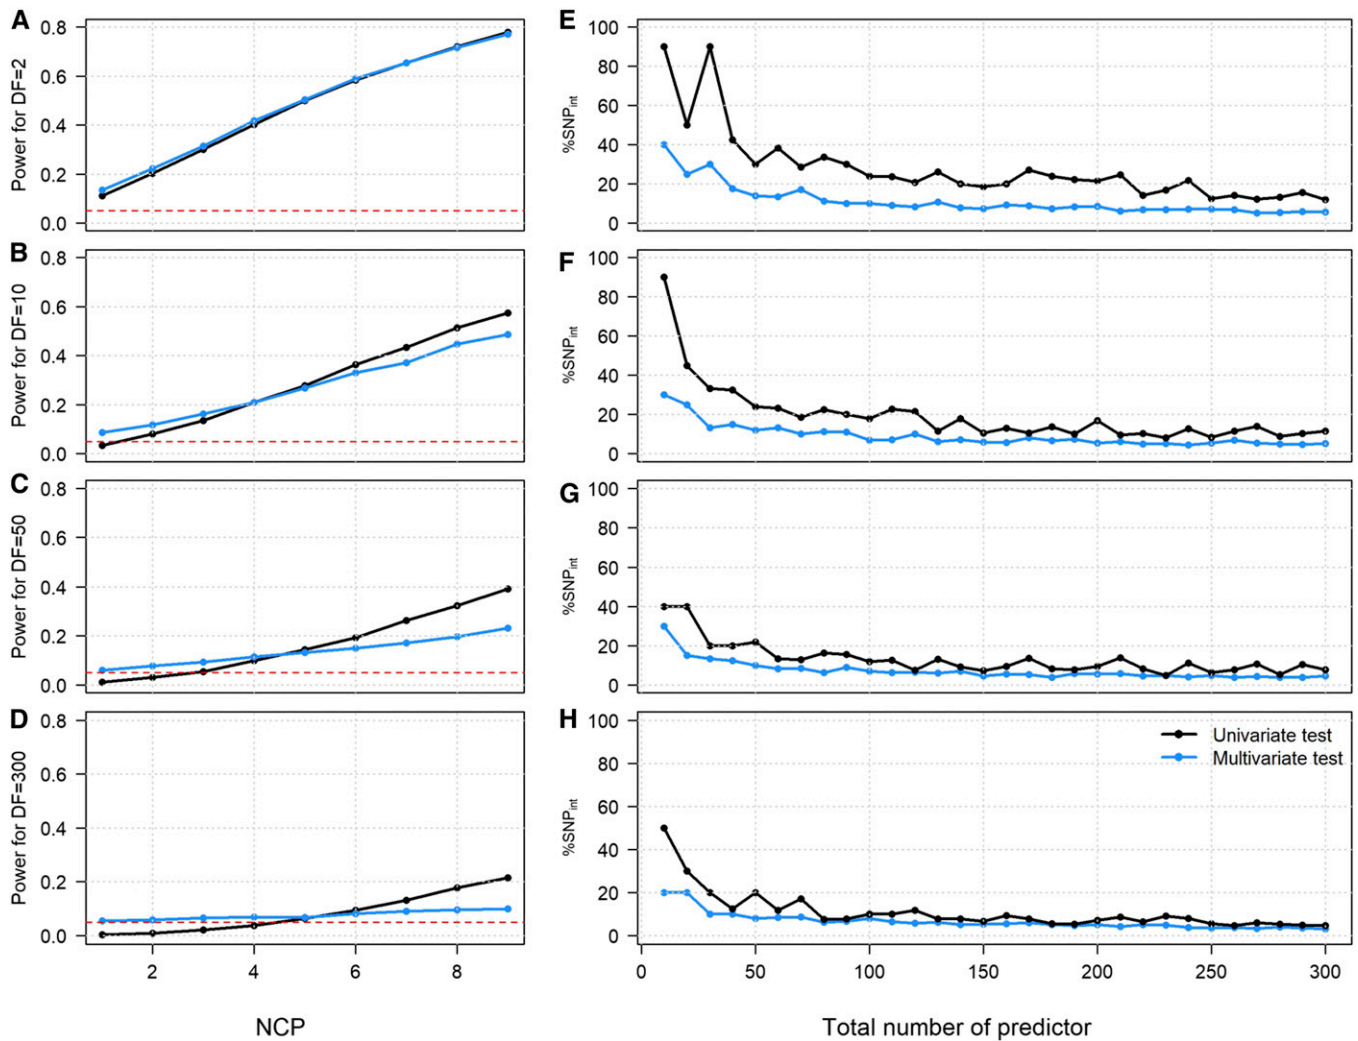 A
Power for DF=2
0.8
0.6
0.4
0.2
0.0
E
%SNPint
100
80
60
40
20
0
B
Power for DF=10
0.8
0.6
0.4
0.2
0.0
F
%SNPint
100
80
60
40
20
0
C
Power for DF=50
0.8
0.6
0.4
0.2
0.0
G
%SNPint
100
80
60
40
20
0
D
Power for DF=300
0.8
0.6
0.4
0.2
0.0
2 4 6 8
NCP
H
%SNPint
100
80
60
40
20
0
Univariate test
Multivariate test
0 50 100 150 200 250 300
Total number of predictor